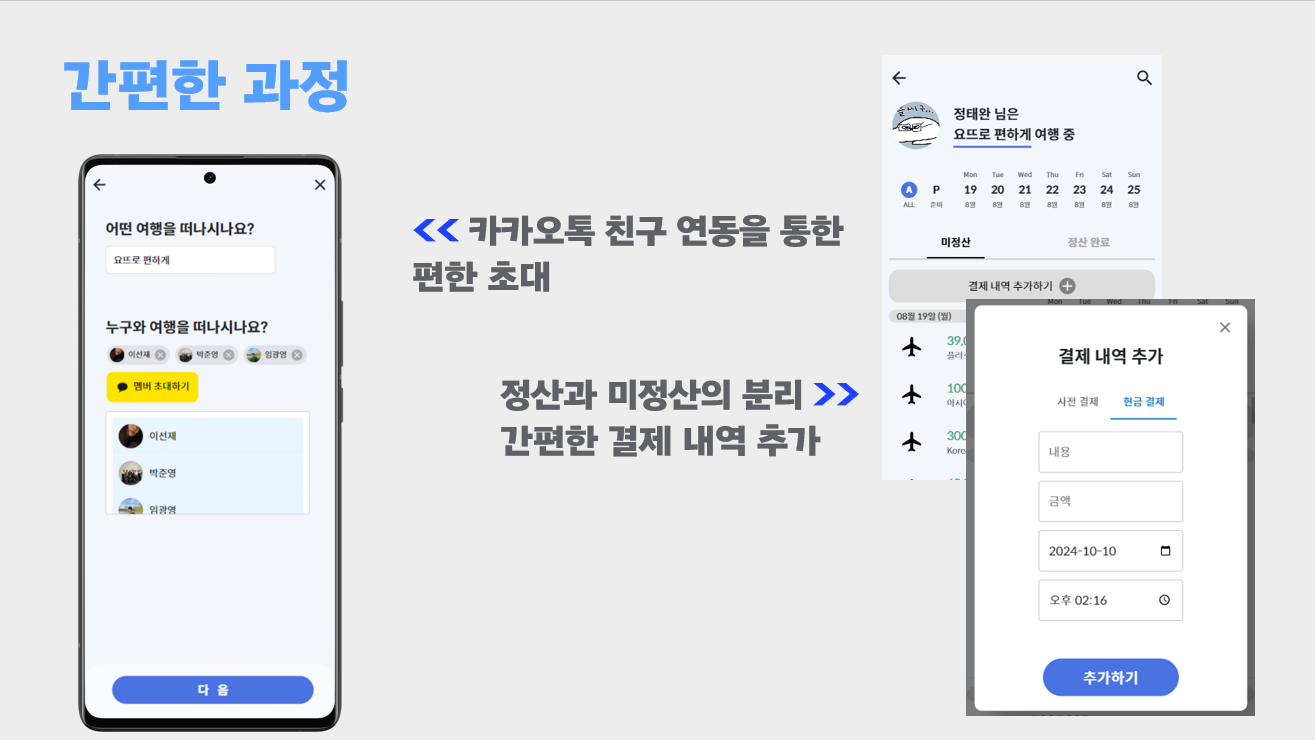 간편한 과정
어떤 여행을 떠나시나요?
요뜨로 편하게
누구와 여행을 떠나시나요?
이선재 박준영 임광영
멤버 초대하기
이선재
박준영
임광영
다 음
<< 카카오톡 친구 연동을 통한
편한 초대
정산과 미정산의 분리 >>
간편한 결제 내역 추가
정태완 님은
요뜨로 편하게 여행 중
Mon Tue Wed Thu Fri Sat Sun
A P 19 20 21 22 23 24 25
ALL 준비 8월 8월 8월 8월 8월 8월 8월
미정산 정산 완료
결제 내역 추가하기
08월 19일 (월)
Mon Tue Wed Thu Fri Sat Sun
결제 내역 추가
사전 결제 현금 결제
내용
금액
2024-10-10
오후 02:16
추가하기